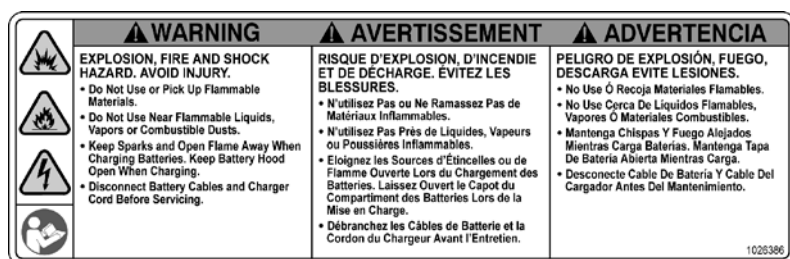 WARNING
EXPLOSION, FIRE AND SHOCK
HAZARD. AVOID INJURY.
• Do Not Use or Pick Up Flammable
Materials.
• Do Not Use Near Flammable Liquids,
Vapors or Combustible Dusts.
• Keep Sparks and Open Flame Away When
Charging Batteries. Keep Battery Hood
Open When Charging.
• Disconnect Battery Cables and Charger
Cord Before Servicing.
AVERTISSEMENT
RISQUE D'EXPLOSION, D'INCENDIE
ET DE DÉCHARGE. ÉVITEZ LES
BLESSURES.
• N'utilisez Pas ou Ne Ramassez Pas de
Matériaux Inflammables.
• N'utilisez Pas Près de Liquides, Vapeurs
ou Poussières Inflammables.
• Eloignez les Sources d'Étincelles ou de
Flamme Ouverte Lors du Chargement des
Batteries. Laissez Ouvert le Capot du
Compartiment des Batteries Lors de la
Mise en Charge.
• Débranchez les Câbles de Batterie et la
Cordon du Chargeur Avant l'Entretien.
ADVERTENCIA
PELIGRO DE EXPLOSIÓN, FUEGO,
DESCARGA EVITE LESIONES.
• No Use Ó Recoja Materiales Flamables.
• No Use Cerca De Líquidos Flamables,
Vapores Ó Materiales Combustibles.
• Mantenga Chispas Y Fuego Alejados
Mientras Carga Baterías. Mantenga Tapa
De Batería Abierta Mientras Carga.
• Desconecte Cable De Batería Y Cable Del
Cargador Antes Del Mantenimiento.
1026386